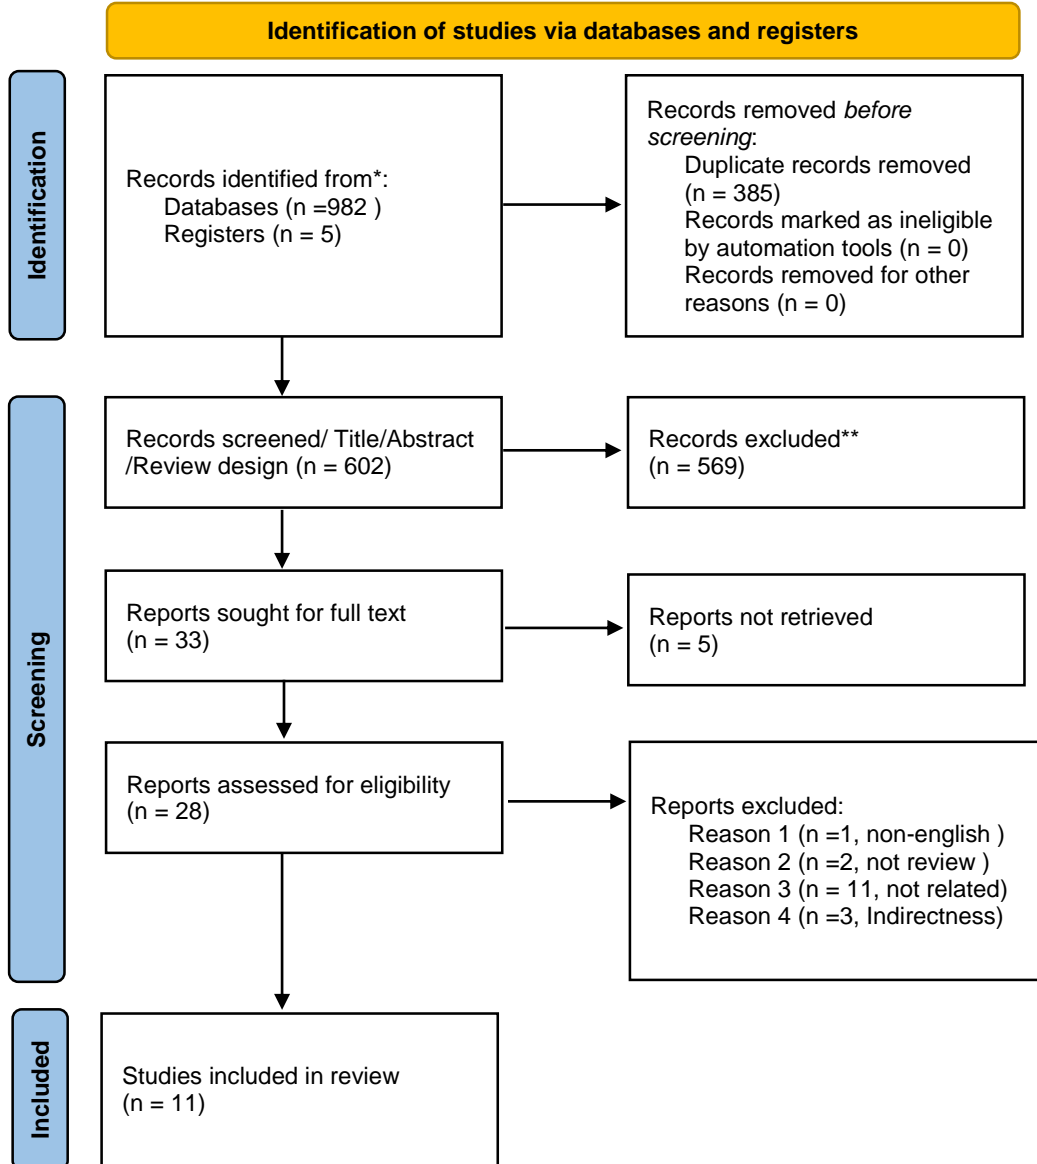 Identification of studies via databases and registers
Identification
Records identified from*:
Databases (n =982 )
Registers (n = 5)
Records removed before
screening:
Duplicate records removed
(n = 385)
Records marked as ineligible
by automation tools (n = 0)
Records removed for other
reasons (n = 0)
Screening
Records screened/ Title/Abstract
/Review design (n = 602)
Records excluded**
(n = 569)
Reports sought for full text
(n = 33)
Reports not retrieved
(n = 5)
Reports assessed for eligibility
(n = 28)
Reports excluded:
Reason 1 (n =1, non-english )
Reason 2 (n =2, not review )
Reason 3 (n = 11, not related)
Reason 4 (n =3, Indirectness)
Included
Studies included in review
(n = 11)